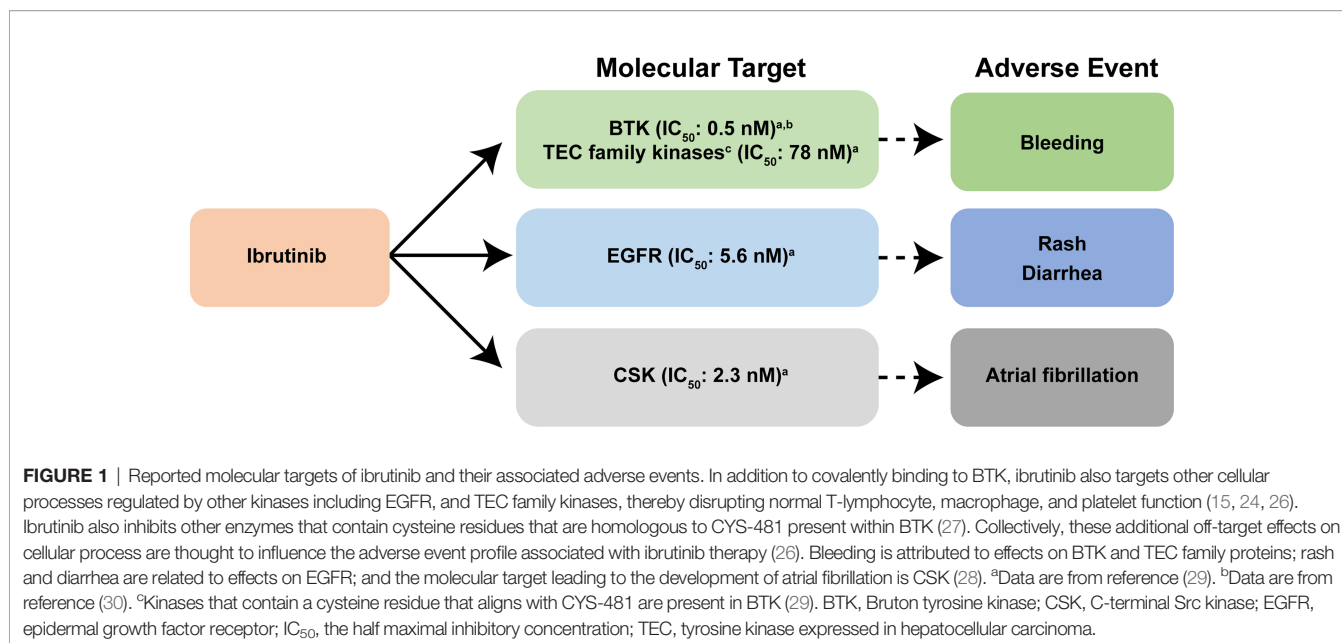 Molecular Target
Adverse Event
BTK (IC50: 0.5 nM)a,b
TEC family kinasesc (IC50: 78 nM)a
Bleeding
Ibrutinib
EGFR (IC50: 5.6 nM)a
Rash
Diarrhea
CSK (IC50: 2.3 nM)a
Atrial fibrillation
FIGURE 1 | Reported molecular targets of ibrutinib and their associated adverse events. In addition to covalently binding to BTK, ibrutinib also targets other cellular
processes regulated by other kinases including EGFR, and TEC family kinases, thereby disrupting normal T-lymphocyte, macrophage, and platelet function (15, 24, 26).
Ibrutinib also inhibits other enzymes that contain cysteine residues that are homologous to CYS-481 present within BTK (27). Collectively, these additional off-target effects on
cellular process are thought to influence the adverse event profile associated with ibrutinib therapy (26). Bleeding is attributed to effects on BTK and TEC family proteins; rash
and diarrhea are related to effects on EGFR; and the molecular target leading to the development of atrial fibrillation is CSK (28). aData are from reference (29). bData are from
reference (30). cKinases that contain a cysteine residue that aligns with CYS-481 are present in BTK (29). BTK, Bruton tyrosine kinase; CSK, C-terminal Src kinase; EGFR,
epidermal growth factor receptor; IC50, the half maximal inhibitory concentration; TEC, tyrosine kinase expressed in hepatocellular carcinoma.